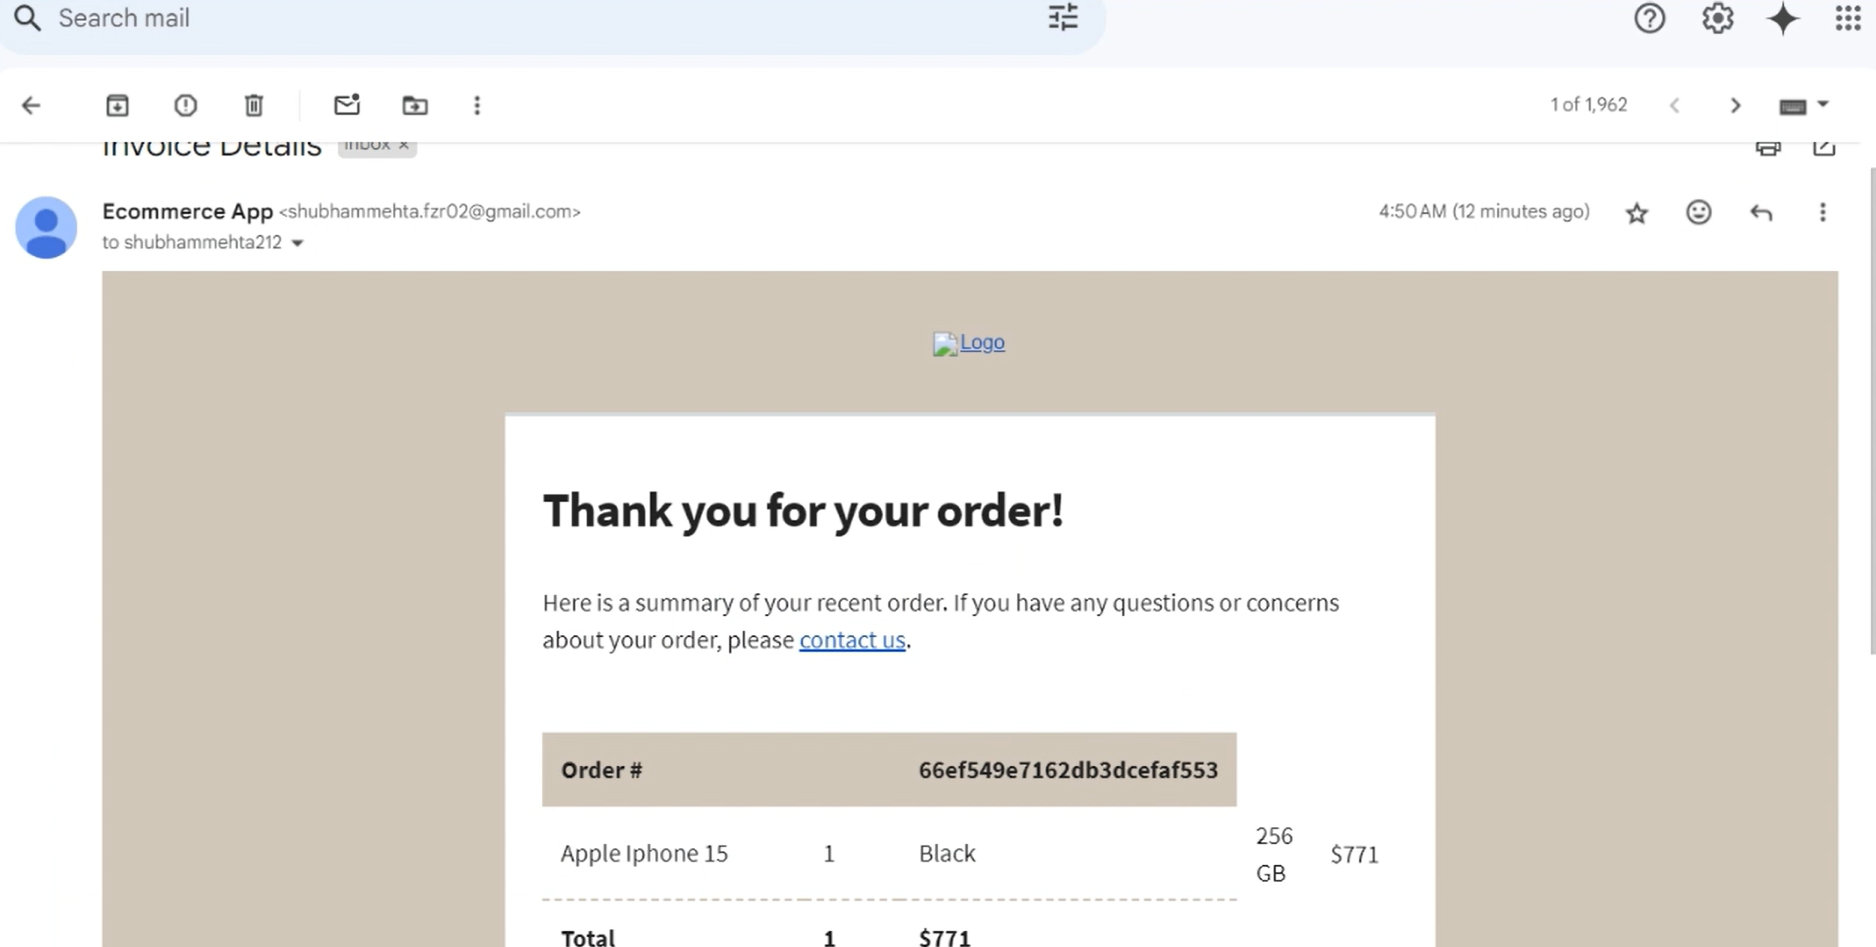 Search mail
1 of 1,962
Invoice Details Inbox ×
Ecommerce App <shubhammehta.fzr02@gmail.com> 4:50 AM (12 minutes ago)
to shubhammehta212
Logo
Thank you for your order!
Here is a summary of your recent order. If you have any questions or concerns
about your order, please contact us.
Order # 66ef549e7162db3dcefaf553
Apple Iphone 15 1 Black 256 GB $771
Total 1 $771